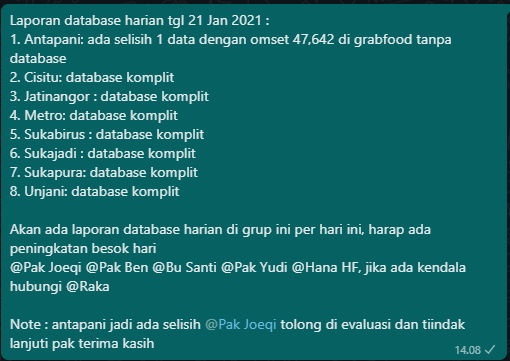 Laporan database harian tgl 21 Jan 2021 :
1. Antapani: ada selisih 1 data dengan omset 47,642 di grabfood tanpa
database
2. Cisitu: database komplit
3. Jatinangor : database komplit
4. Metro: database komplit
5. Sukabirus : database komplit
6. Sukajadi : database komplit
7. Sukapura: database komplit
8. Unjani: database komplit
Akan ada laporan database harian di grup ini per hari ini, harap ada
peningkatan besok hari
@Pak Joeqi @Pak Ben @Bu Santi @Pak Yudi @Hana HF, jika ada kendala
hubungi @Raka
Note : antapani jadi ada selisih @Pak Joeqi tolong di evaluasi dan tiindak
lanjuti pak terima kasih
14.08